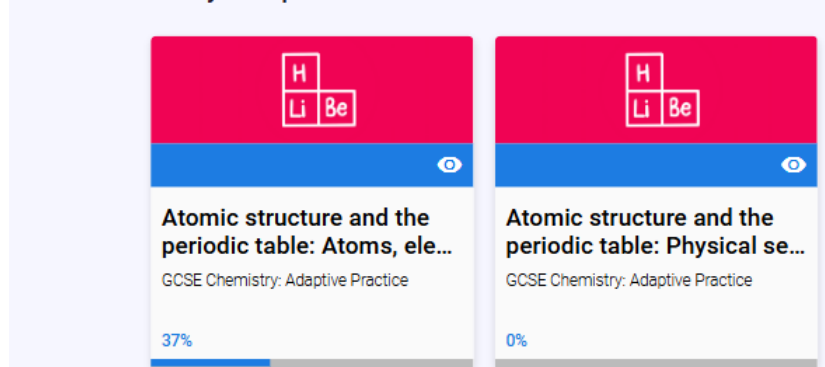 H
Li Be
H
Li Be
Atomic structure and the
periodic table: Atoms, ele...
GCSE Chemistry: Adaptive Practice
37%
Atomic structure and the
periodic table: Physical se...
GCSE Chemistry: Adaptive Practice
0%